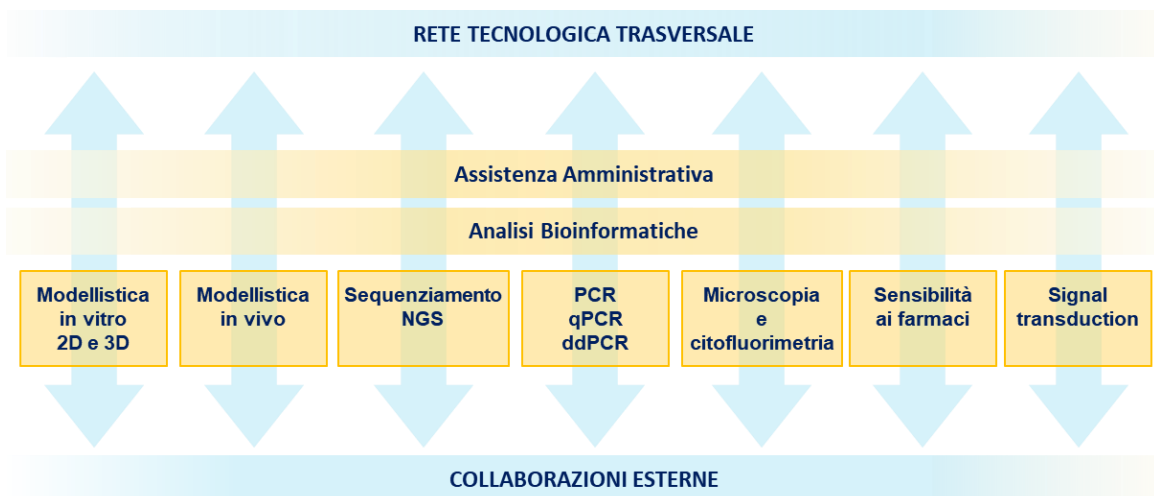 RETE TECNOLOGICA TRASVERSALE
Assistenza Amministrativa
Analisi Bioinformatiche
Modellistica
in vitro
2D e 3D
Modellistica
in vivo
Sequenziamento
NGS
PCR
qPCR
ddPCR
Microscopia
e
citofluorimetria
Sensibilità
ai farmaci
Signal
transduction
COLLABORAZIONI ESTERNE